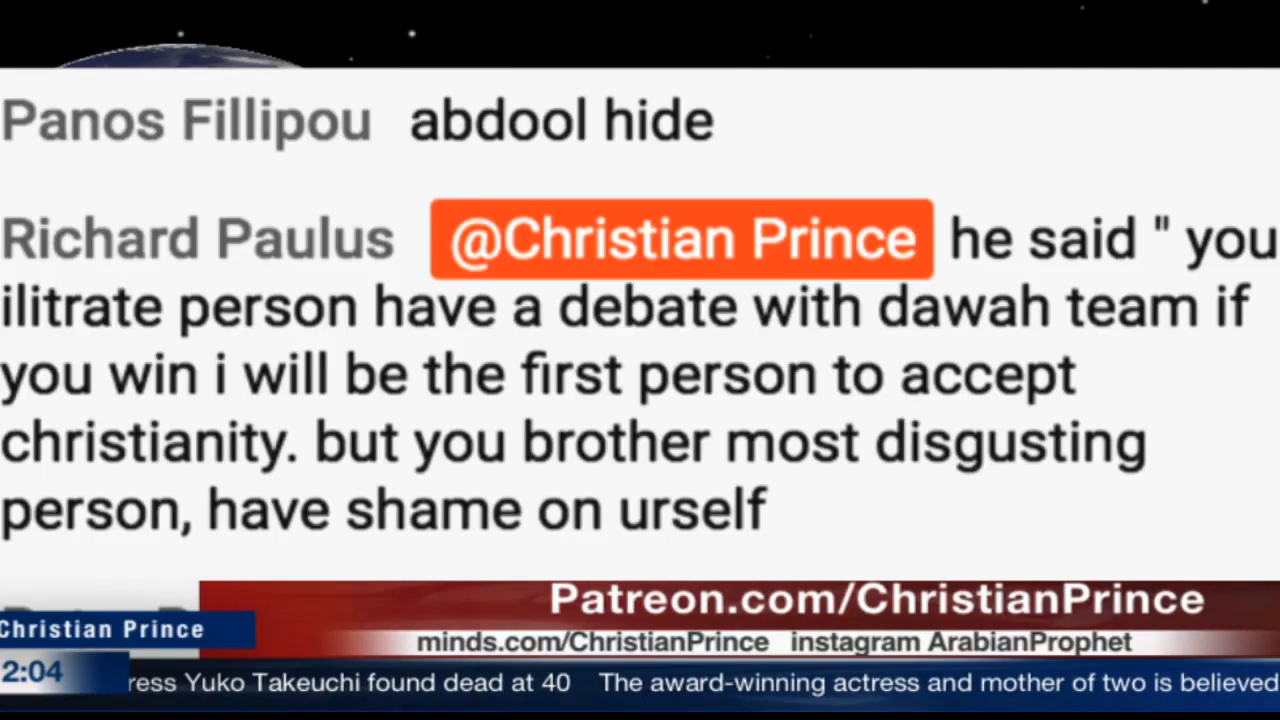 Panos Fillipou abdool hide
Richard Paulus @Christian Prince he said " you
ilitrate person have a debate with dawah team if
you win i will be the first person to accept
christianity. but you brother most disgusting
person, have shame on urself
Patreon.com/ChristianPrince
Christian Prince
minds.com/ChristianPrince instagram ArabianProphet
2:04
ress Yuko Takeuchi found dead at 40 The award-winning actress and mother of two is believed